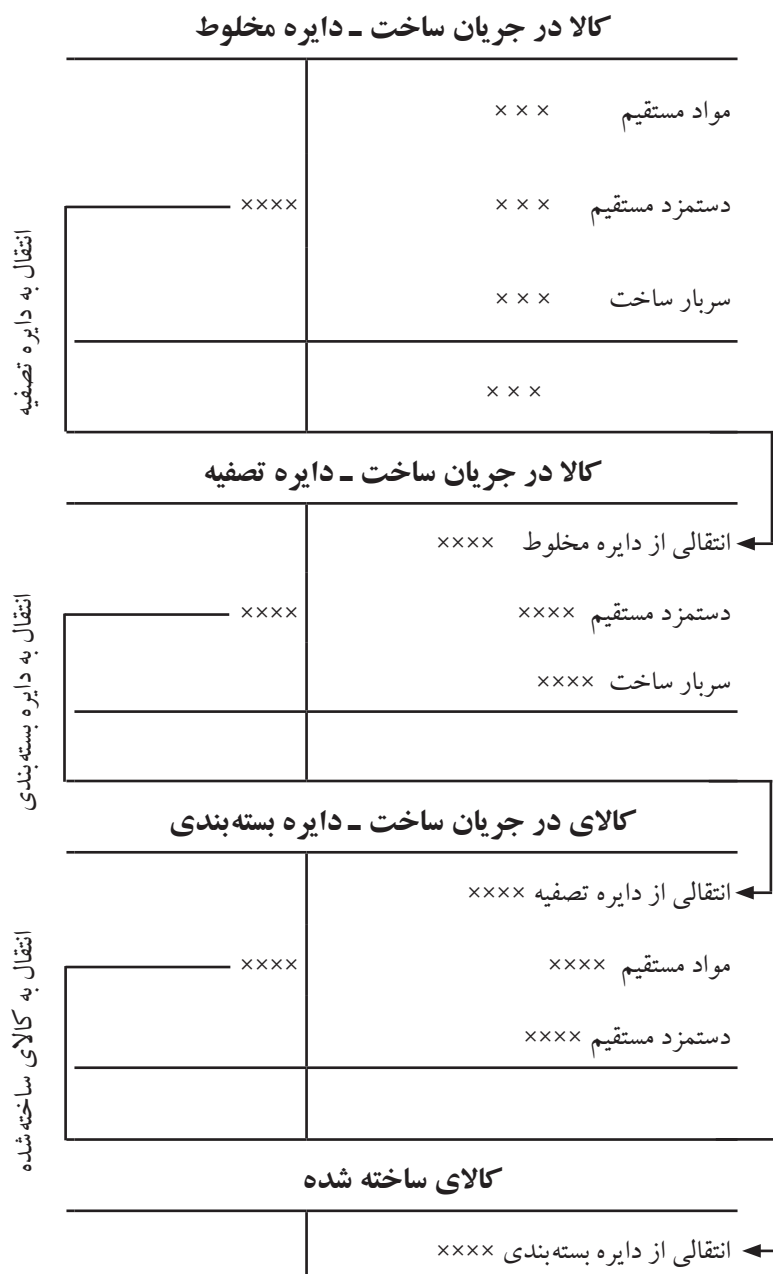 کالا در جریان ساخت ـ دایره مخلوط
مواد مستقیم × × ×
دستمزد مستقیم × × × ××××
سربار ساخت × × ×
× × ×
انتقال به دایره تصفیه
کالا در جریان ساخت ـ دایره تصفیه
انتقالی از دایره مخلوط ××××
دستمزد مستقیم ×××× ××××
سربار ساخت ××××
انتقال به دایره بسته‌بندی
کالای در جریان ساخت ـ دایره بسته‌بندی
انتقالی از دایره تصفیه ××××
مواد مستقیم ×××× ××××
دستمزد مستقیم ××××
انتقال به کالای ساخته‌شده
کالای ساخته شده
انتقالی از دایره بسته‌بندی ××××